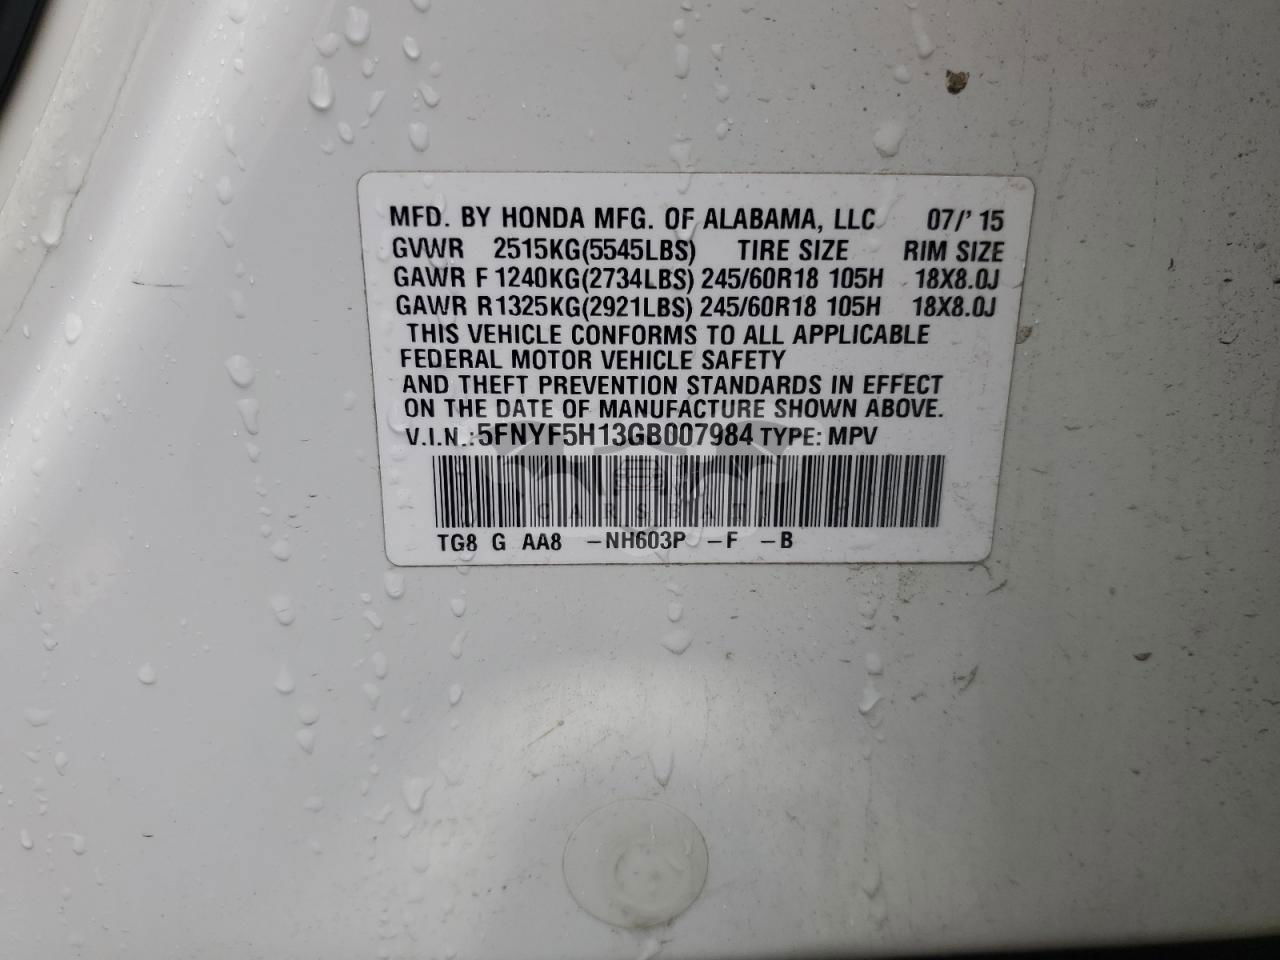 MFD. BY HONDA MFG. OF ALABAMA, LLC 07/' 15
GVWR 2515KG(5545LBS) TIRE SIZE RIM SIZE
GAWR F 1240KG(2734LBS) 245/60R18 105H 18X8.0J
GAWR R 1325KG(2921LBS) 245/60R18 105H 18X8.0J
THIS VEHICLE CONFORMS TO ALL APPLICABLE
FEDERAL MOTOR VEHICLE SAFETY
AND THEFT PREVENTION STANDARDS IN EFFECT
ON THE DATE OF MANUFACTURE SHOWN ABOVE.
V.I.N.:5FNYF5H13GB007984 TYPE: MPV
TG8 G AA8 -NH603P -F -B